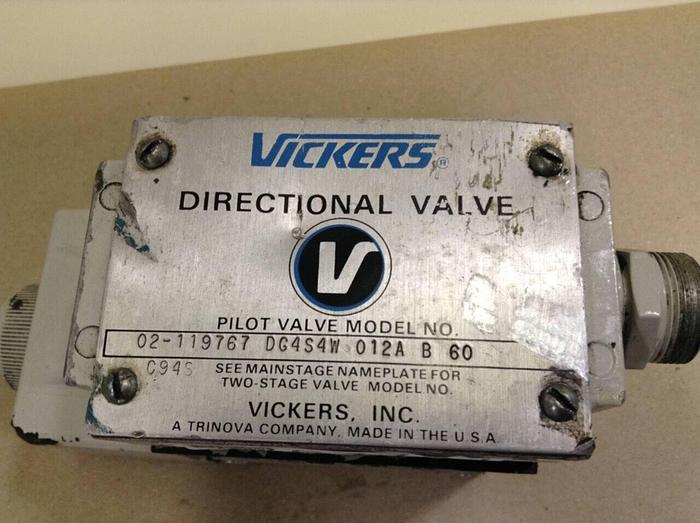 VICKERS®
DIRECTIONAL VALVE
V
PILOT VALVE MODEL NO.
02-119767 DG4S4W 012A B 60
C94S SEE MAINSTAGE NAMEPLATE FOR
TWO-STAGE VALVE MODEL NO.
VICKERS, INC.
A TRINOVA COMPANY, MADE IN THE U.S.A